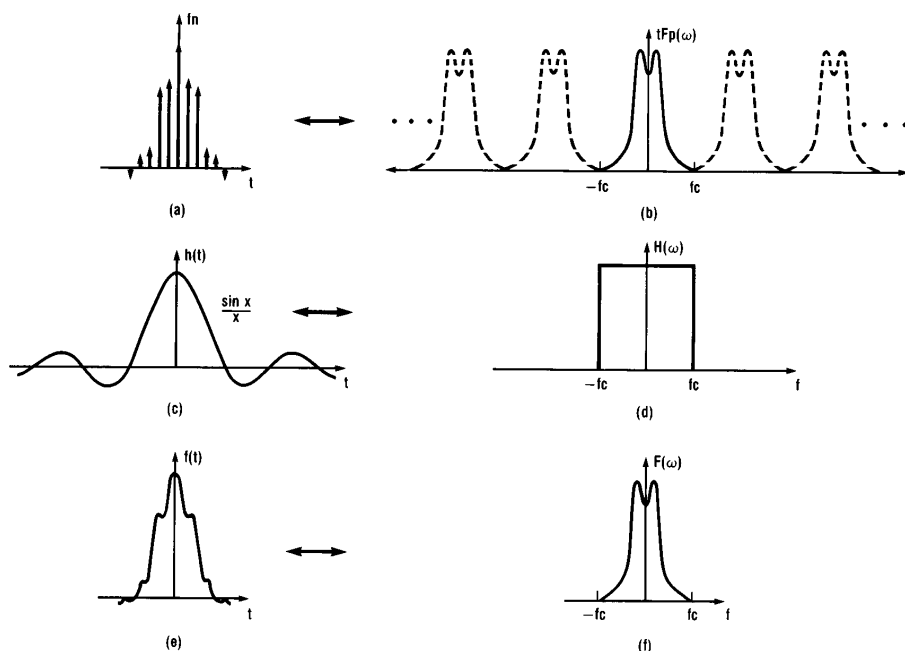 fn
t
(a)
tFp(ω)
−fc
fc
(b)
h(t)
sin x
x
t
(c)
H(ω)
−fc
fc
f
(d)
f(t)
t
(e)
F(ω)
−fc
fc
f
(f)